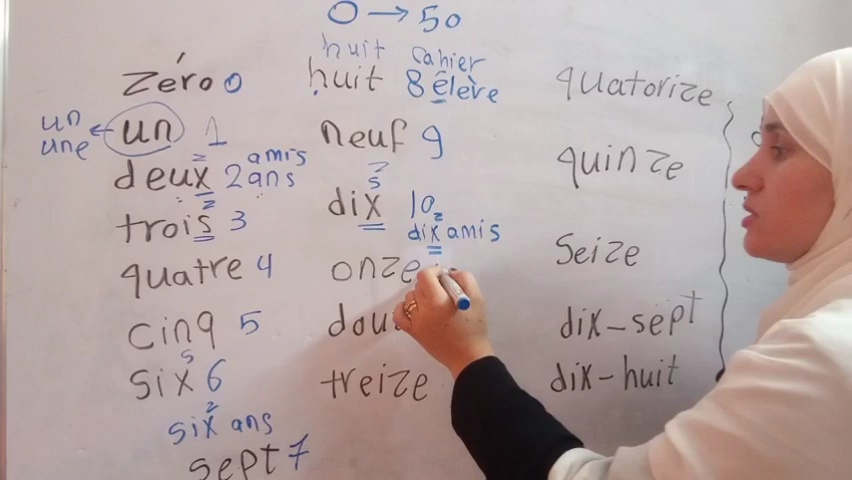 0 → 50
zéro 0
un
une
← un 1
z
deux 2 amis
ans
z
trois 3
quatre 4
cinq 5
s
six 6
z
six ans
sept 7
huit cahier
huit 8 élère
neuf 9
z
s
dix 10
z
dix amis
onze
treize
quatorize
quinze
Seize
dix-sept
dix-huit